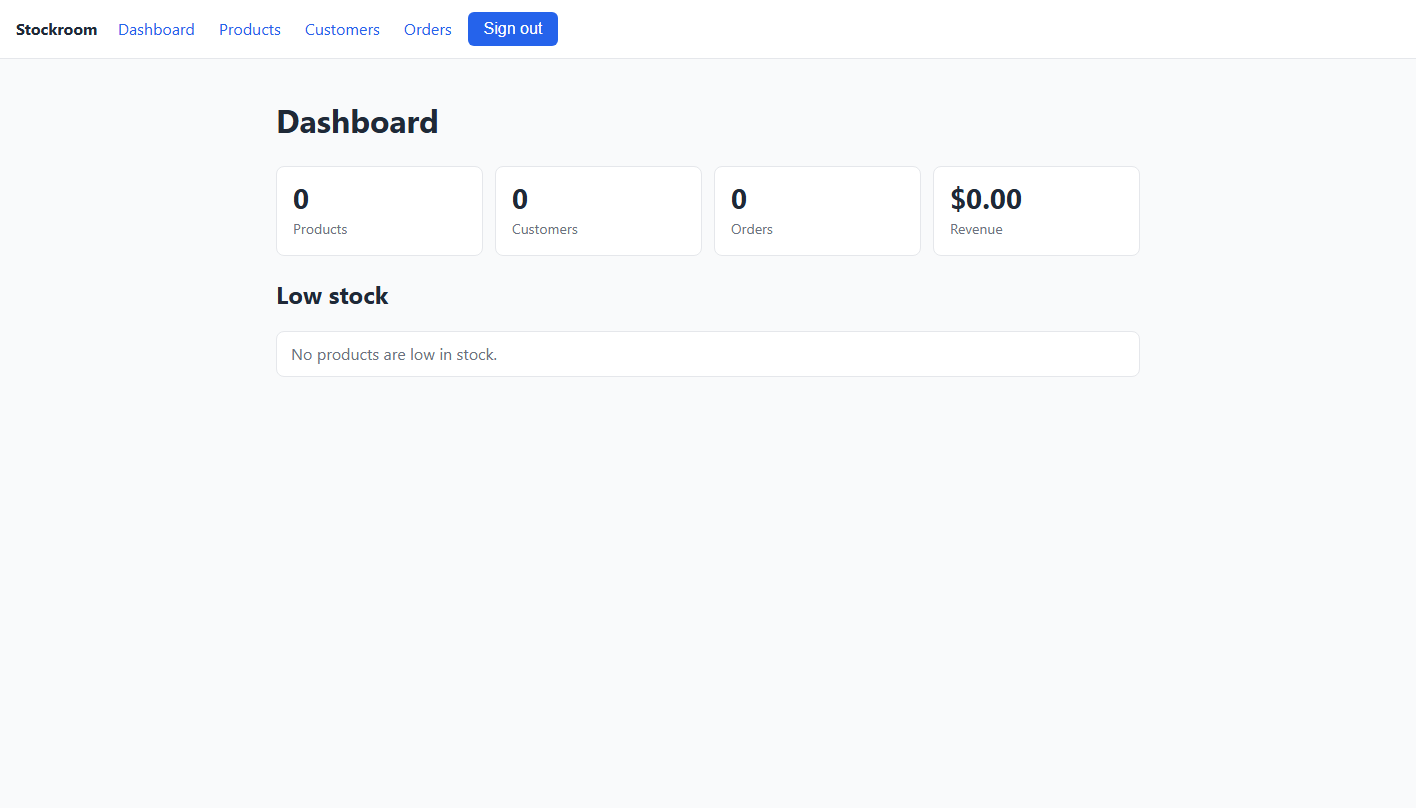 Stockroom Dashboard Products Customers Orders Sign out
Dashboard
0 0 0 $0.00
Products Customers Orders Revenue
Low stock
No products are low in stock.